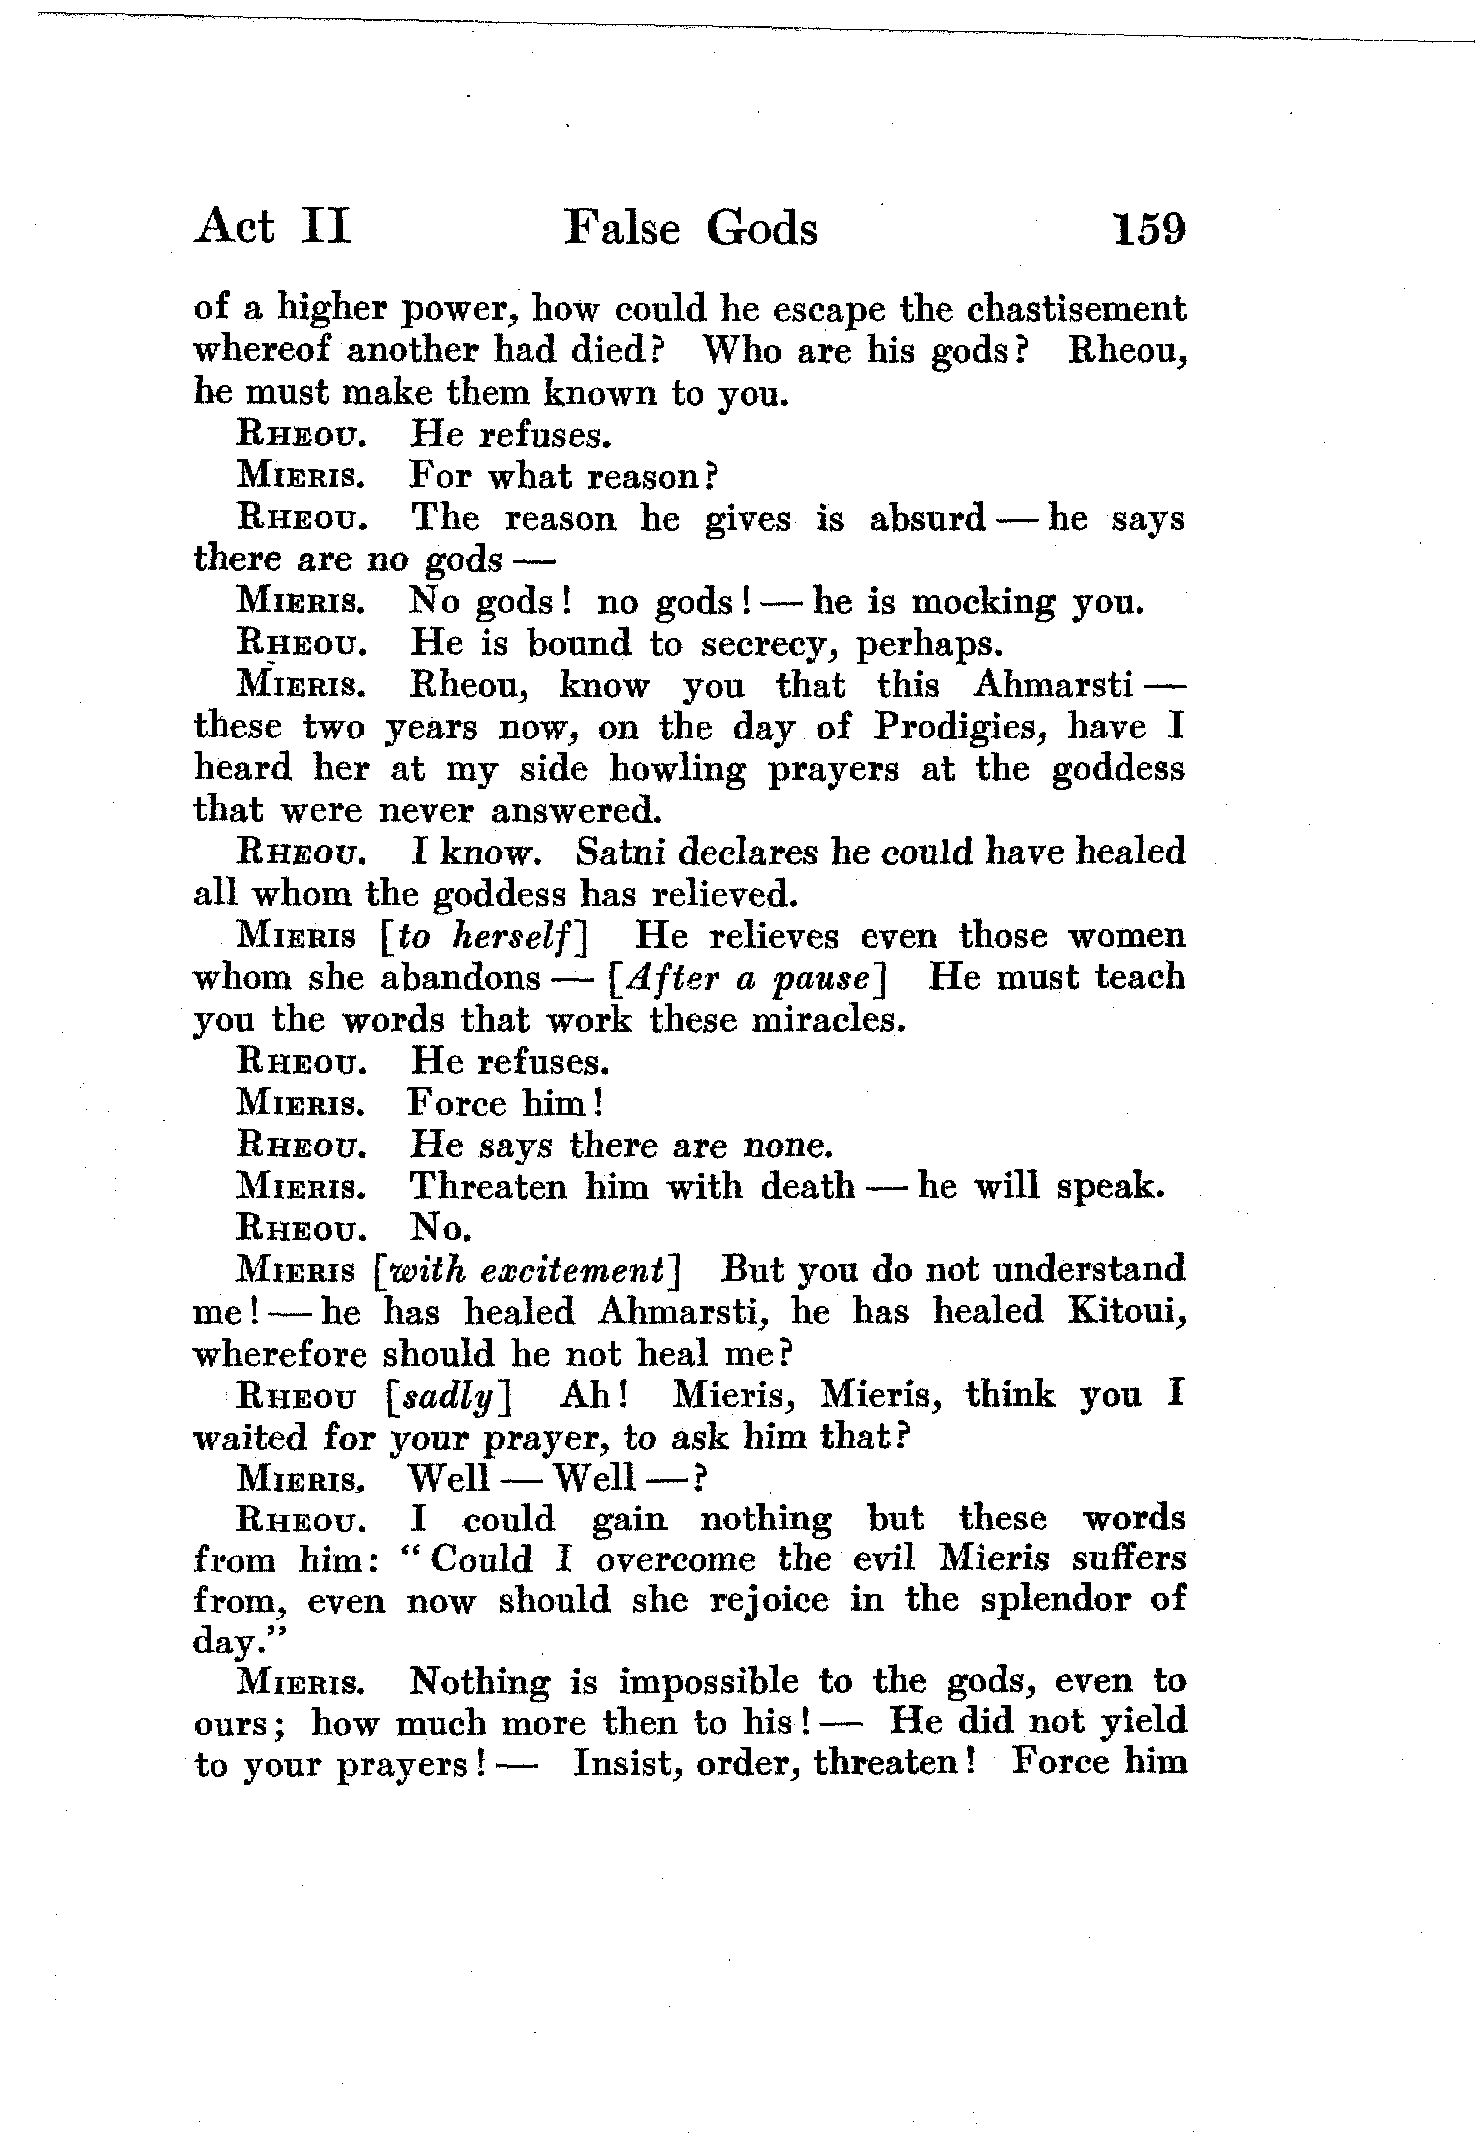 Act II False Gods 159
of a higher power, how could he escape the chastisement
whereof another had died? Who are his gods? Rheou,
he must make them known to you.
RHEOU. He refuses.
MIERIS. For what reason?
RHEOU. The reason he gives is absurd — he says
there are no gods —
MIERIS. No gods! no gods! — he is mocking you.
RHEOU. He is bound to secrecy, perhaps.
MIERIS. Rheou, know you that this Ahmarsti —
these two years now, on the day of Prodigies, have I
heard her at my side howling prayers at the goddess
that were never answered.
RHEOU. I know. Satni declares he could have healed
all whom the goddess has relieved.
MIERIS [to herself] He relieves even those women
whom she abandons — [After a pause] He must teach
you the words that work these miracles.
RHEOU. He refuses.
MIERIS. Force him!
RHEOU. He says there are none.
MIERIS. Threaten him with death — he will speak.
RHEOU. No.
MIERIS [with excitement] But you do not understand
me! — he has healed Ahmarsti, he has healed Kitoui,
wherefore should he not heal me?
RHEOU [sadly] Ah! Mieris, Mieris, think you I
waited for your prayer, to ask him that?
MIERIS. Well — Well —?
RHEOU. I could gain nothing but these words
from him: "Could I overcome the evil Mieris suffers
from, even now should she rejoice in the splendor of
day."
MIERIS. Nothing is impossible to the gods, even to
ours; how much more then to his! — He did not yield
to your prayers! — Insist, order, threaten! Force him